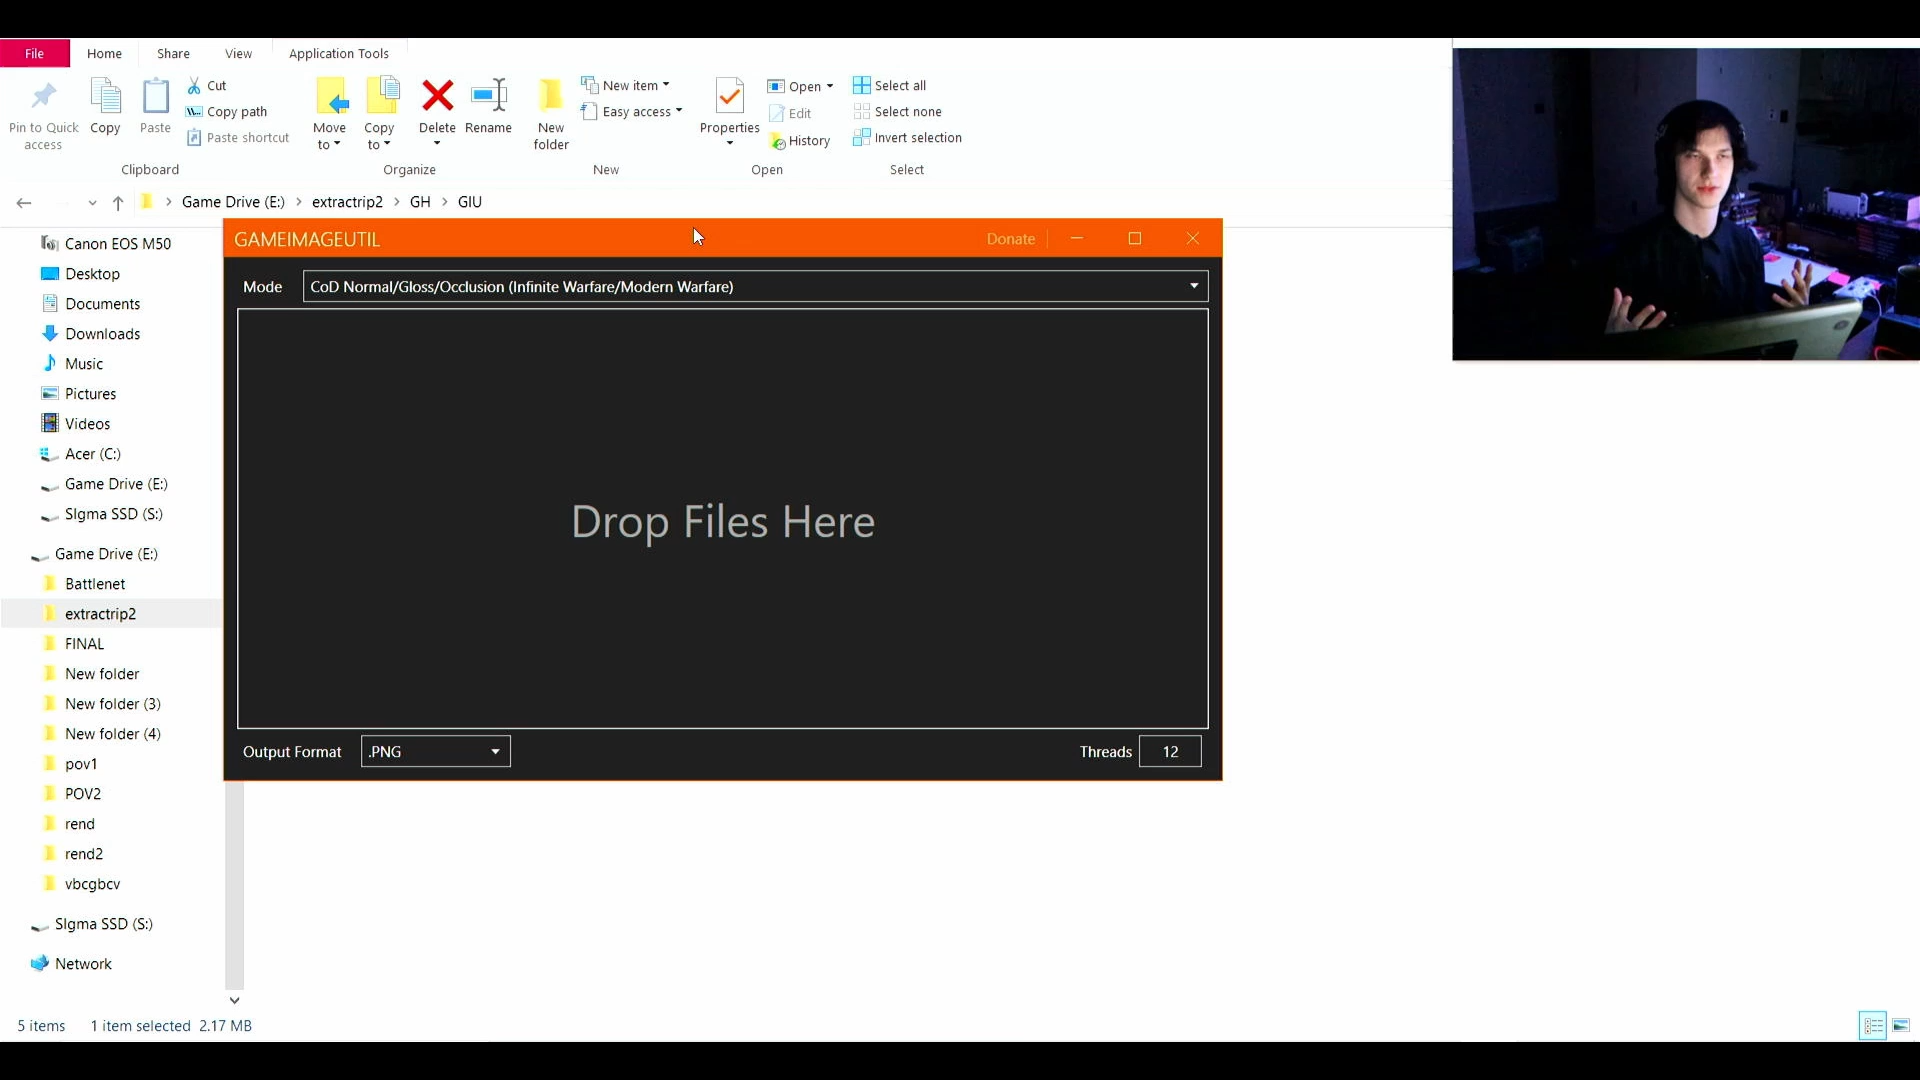 File Home Share View Application Tools
Pin to Quick access
Copy
Paste
Cut
Copy path
Paste shortcut
Clipboard
Move to
Copy to
Delete
Rename
Organize
New folder
New item
Easy access
New
Properties
Open
Edit
History
Open
Select all
Select none
Invert selection
Select
Game Drive (E:) > extractrip2 > GH > GIU
Canon EOS M50
Desktop
Documents
Downloads
Music
Pictures
Videos
Acer (C:)
Game Drive (E:)
SIgma SSD (S:)
Game Drive (E:)
Battlenet
extractrip2
FINAL
New folder
New folder (3)
New folder (4)
pov1
POV2
rend
rend2
vbcgbcv
SIgma SSD (S:)
Network
GAMEIMAGEUTIL Donate
Mode CoD Normal/Gloss/Occlusion (Infinite Warfare/Modern Warfare)
Drop Files Here
Output Format .PNG Threads 12
5 items 1 item selected 2.17 MB